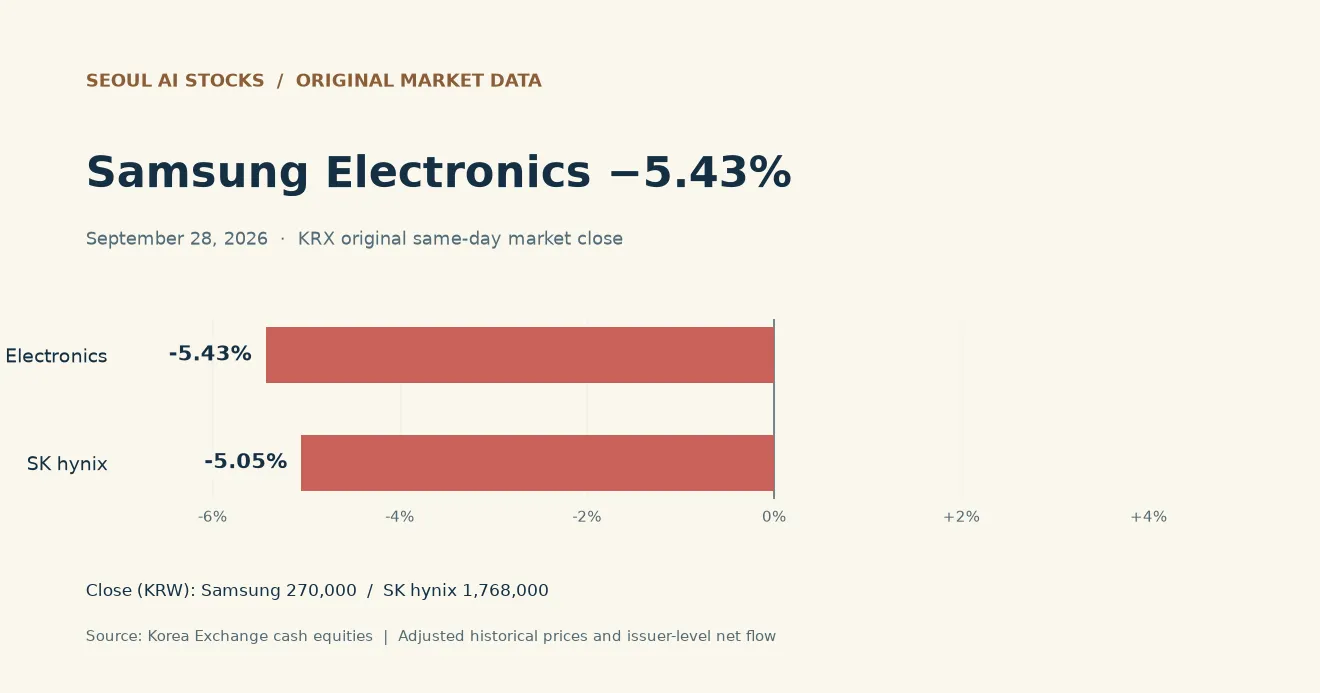 SEOUL AI STOCKS / ORIGINAL MARKET DATA
Samsung Electronics −5.43%
September 28, 2026 · KRX original same-day market close
Electronics -5.43%
SK hynix -5.05%
-6% -4% -2% 0% +2% +4%
Close (KRW): Samsung 270,000 / SK hynix 1,768,000
Source: Korea Exchange cash equities | Adjusted historical prices and issuer-level net flow